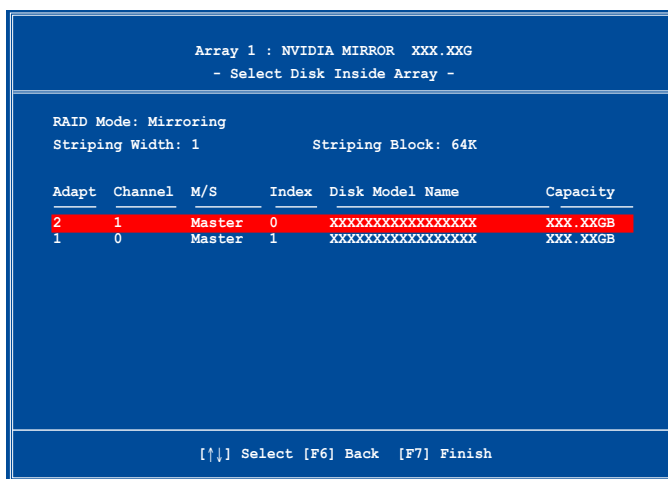 Array 1 : NVIDIA MIRROR XXX.XXG
- Select Disk Inside Array -
RAID Mode: Mirroring
Striping Width: 1 Striping Block: 64K
Adapt Channel M/S Index Disk Model Name Capacity
2 1 Master 0 XXXXXXXXXXXXXXXXX XXX.XXGB
1 0 Master 1 XXXXXXXXXXXXXXXXX XXX.XXGB
[↑↓] Select [F6] Back [F7] Finish